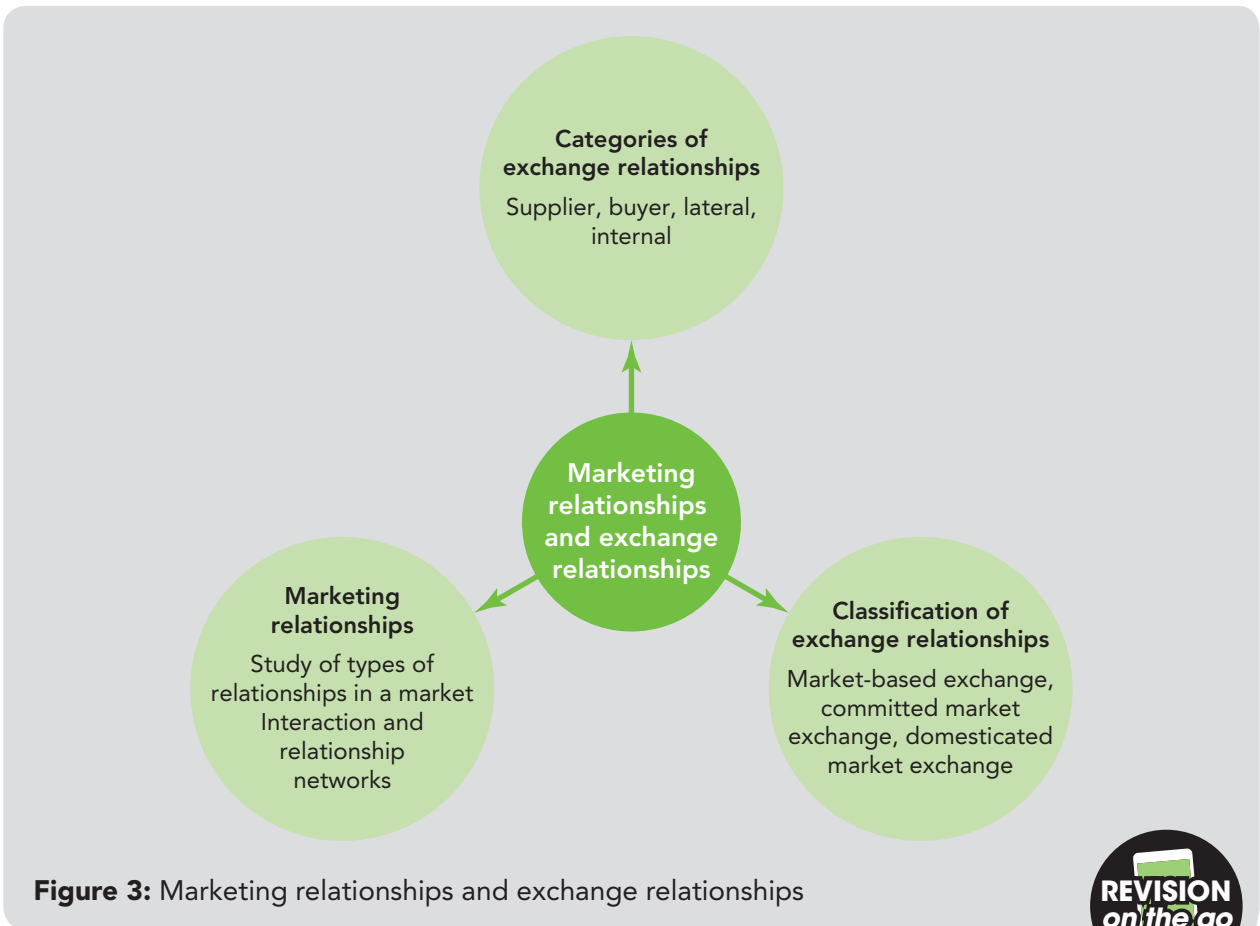 Categories of
exchange relationships
Supplier, buyer, lateral,
internal
Marketing
relationships
and exchange
relationships
Marketing
relationships
Study of types of
relationships in a market
Interaction and
relationship
networks
Classification of
exchange relationships
Market-based exchange,
committed market
exchange, domesticated
market exchange
Figure 3: Marketing relationships and exchange relationships
REVISION
on the go